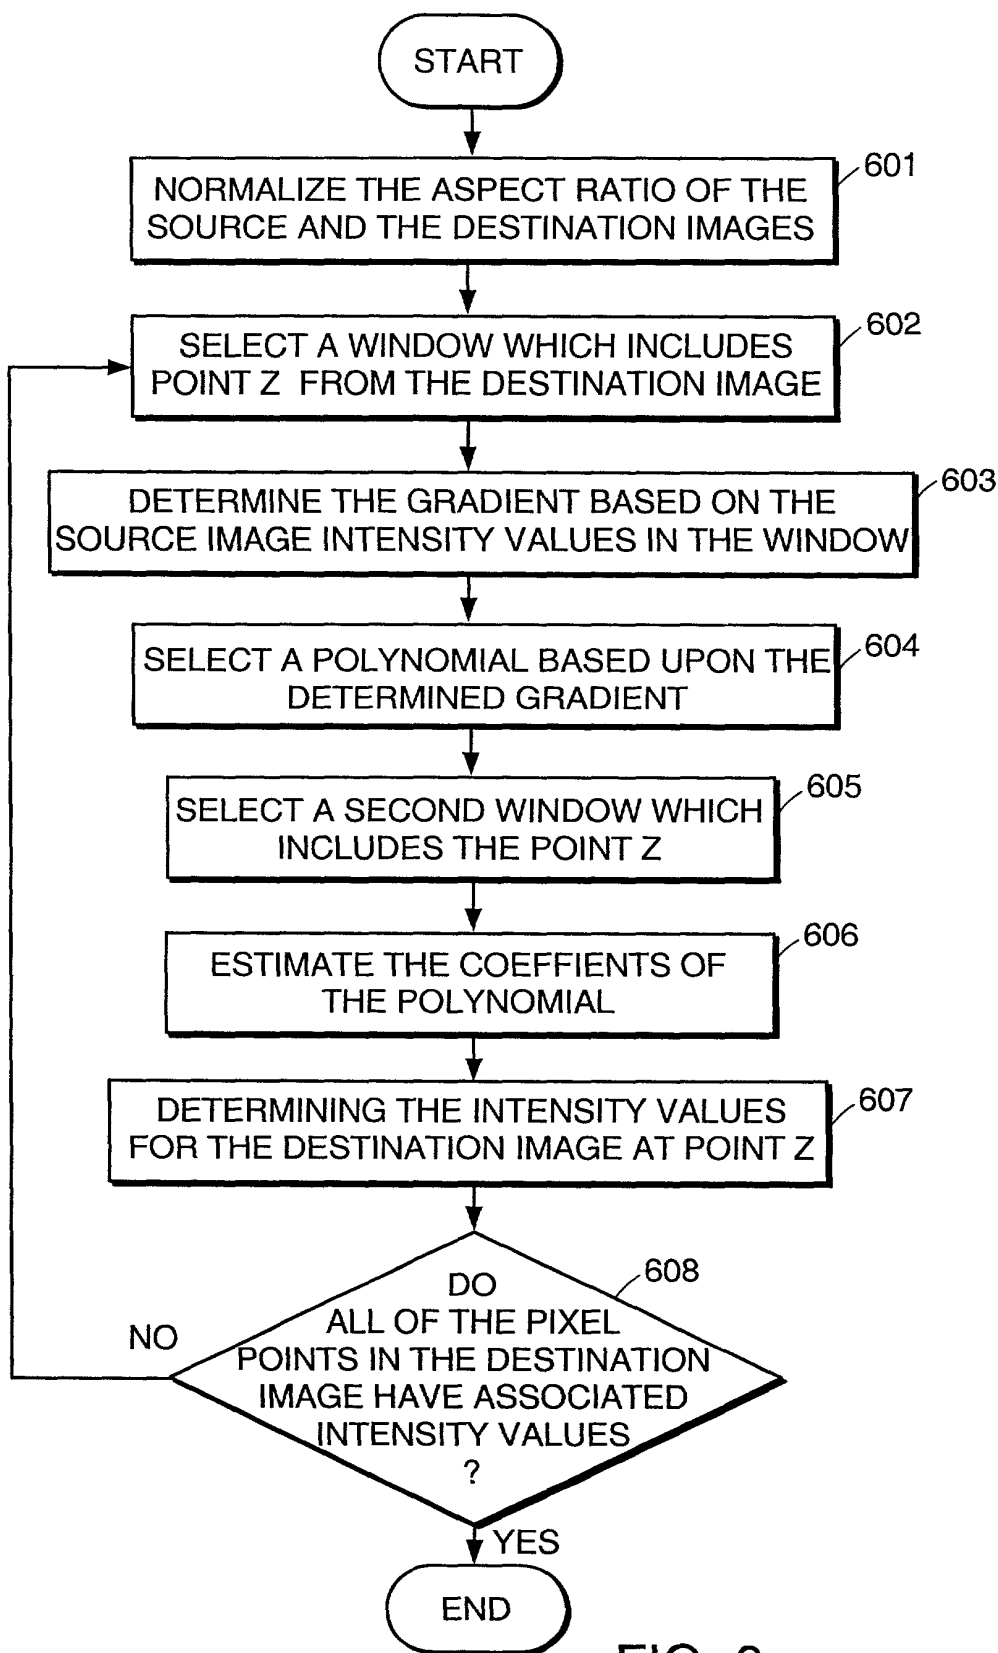 START
601
NORMALIZE THE ASPECT RATIO OF THE
SOURCE AND THE DESTINATION IMAGES
602
SELECT A WINDOW WHICH INCLUDES
POINT Z FROM THE DESTINATION IMAGE
603
DETERMINE THE GRADIENT BASED ON THE
SOURCE IMAGE INTENSITY VALUES IN THE WINDOW
604
SELECT A POLYNOMIAL BASED UPON THE
DETERMINED GRADIENT
605
SELECT A SECOND WINDOW WHICH
INCLUDES THE POINT Z
606
ESTIMATE THE COEFFIENTS OF
THE POLYNOMIAL
607
DETERMINING THE INTENSITY VALUES
FOR THE DESTINATION IMAGE AT POINT Z
608
DO
ALL OF THE PIXEL
POINTS IN THE DESTINATION
IMAGE HAVE ASSOCIATED
INTENSITY VALUES
?
NO
YES
END